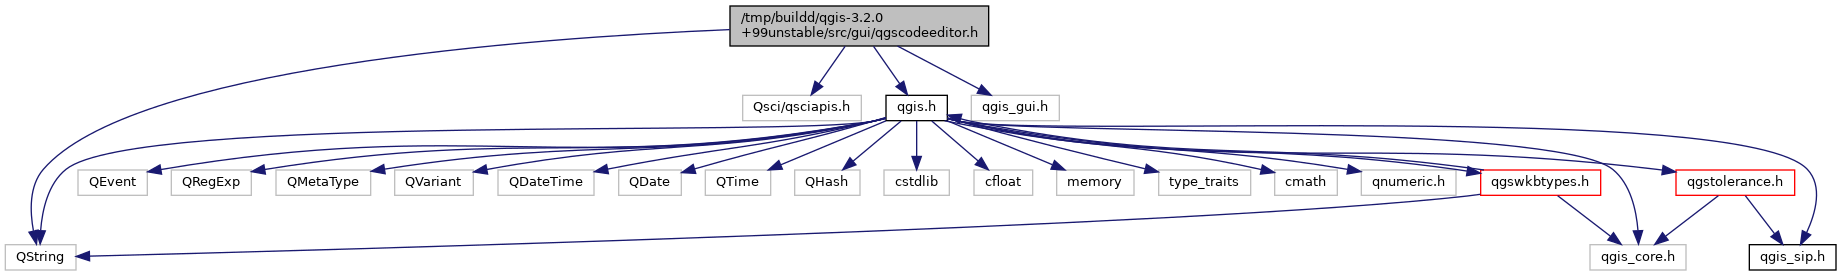 /tmp/buildd/qgis-3.2.0
+99unstable/src/gui/qgscodeeditor.h
Qsci/qsciapis.h
qgis.h
qgis_gui.h
QEvent
QRegExp
QMetaType
QVariant
QDateTime
QDate
QTime
QHash
cstdlib
cfloat
memory
type_traits
cmath
qnumeric.h
qgswkbtypes.h
qgstolerance.h
QString
qgis_core.h
qgis_sip.h